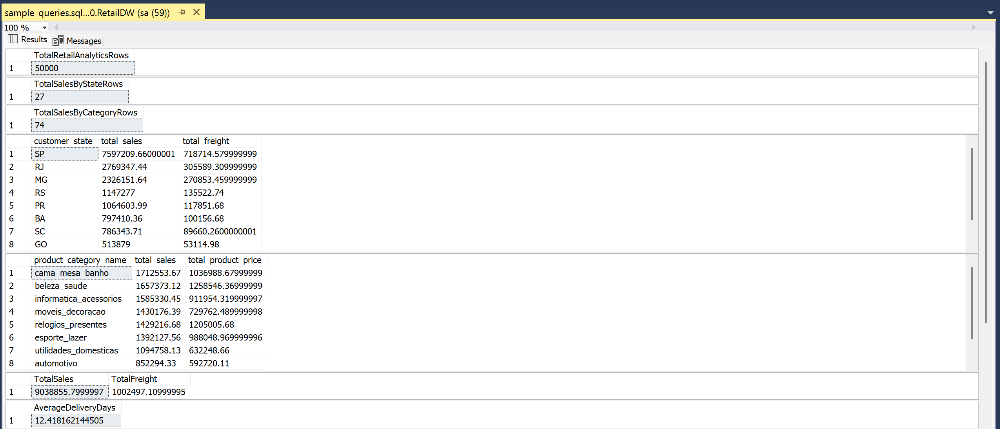 sample_queries.sql...0.RetailDW (sa (59))
100 %
Results Messages
TotalRetailAnalyticsRows
1 50000
TotalSalesByStateRows
1 27
TotalSalesByCategoryRows
1 74
customer_state total_sales total_freight
1 SP 7597209.66000001 718714.579999999
2 RJ 2769347.44 305589.309999999
3 MG 2326151.64 270853.459999999
4 RS 1147277 135522.74
5 PR 1064603.99 117851.68
6 BA 797410.36 100156.68
7 SC 786343.71 89660.2600000001
8 GO 513879 53114.98
product_category_name total_sales total_product_price
1 cama_mesa_banho 1712553.67 1036988.67999999
2 beleza_saude 1657373.12 1258546.36999999
3 informatica_acessorios 1585330.45 911954.319999997
4 moveis_decoracao 1430176.39 729762.489999998
5 relogios_presentes 1429216.68 1205005.68
6 esporte_lazer 1392127.56 988048.969999996
7 utilidades_domesticas 1094758.13 632248.66
8 automotivo 852294.33 592720.11
TotalSales TotalFreight
1 9038855.7999997 1002497.10999995
AverageDeliveryDays
1 12.418162144505